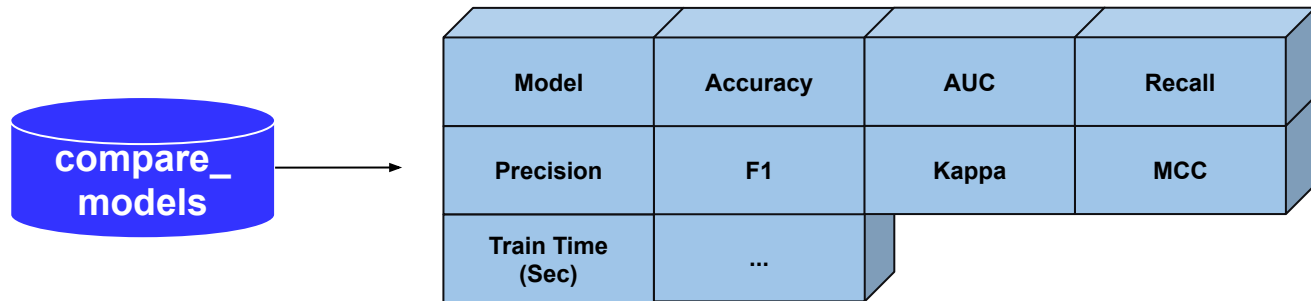 compare_
models
Model
Accuracy
AUC
Recall
Precision
F1
Kappa
MCC
Train Time
(Sec)
...